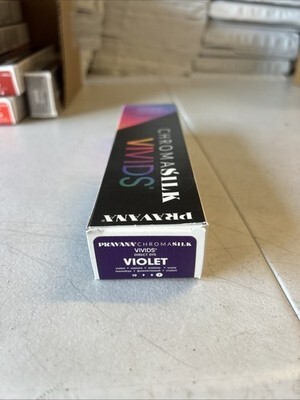 PRAVANA
CHROMASILK
VIVIDS
PRAVANA CHROMASILK
VIVIDS
DIRECT DYE
VIOLET